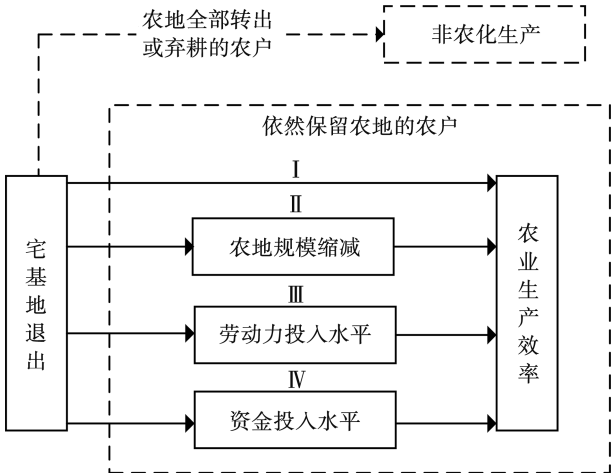 农地全部转出
或弃耕的农户
非农化生产
依然保留农地的农户
Ⅰ
Ⅱ
农地规模缩减
Ⅲ
劳动力投入水平
Ⅳ
资金投入水平
宅基地退出
农业生产效率